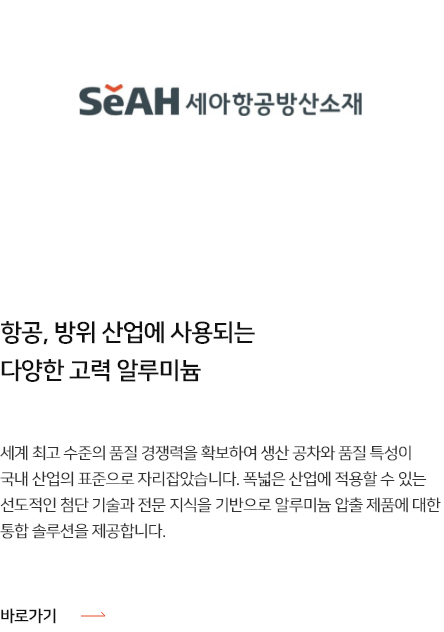 SeAH 세아항공방산소재
항공, 방위 산업에 사용되는
다양한 고력 알루미늄
세계 최고 수준의 품질 경쟁력을 확보하여 생산 공차와 품질 특성이
국내 산업의 표준으로 자리잡았습니다. 폭넓은 산업에 적용할 수 있는
선도적인 첨단 기술과 전문 지식을 기반으로 알루미늄 압출 제품에 대한
통합 솔루션을 제공합니다.
바로가기